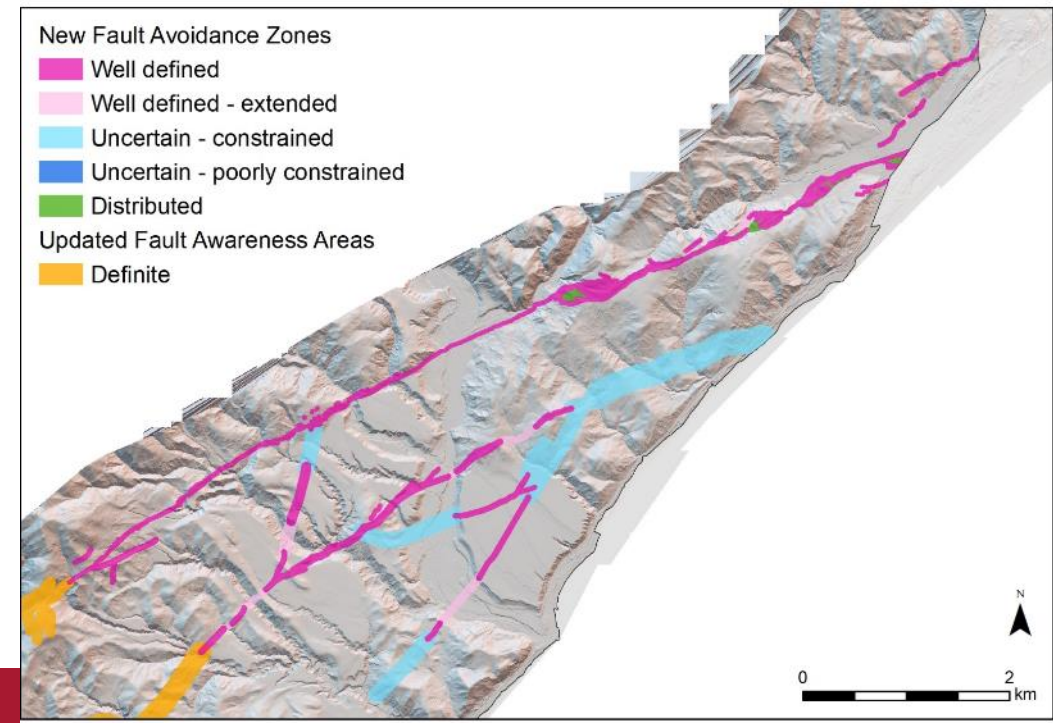 New Fault Avoidance Zones
Well defined
Well defined - extended
Uncertain - constrained
Uncertain - poorly constrained
Distributed
Updated Fault Awareness Areas
Definite
N
0 2
km